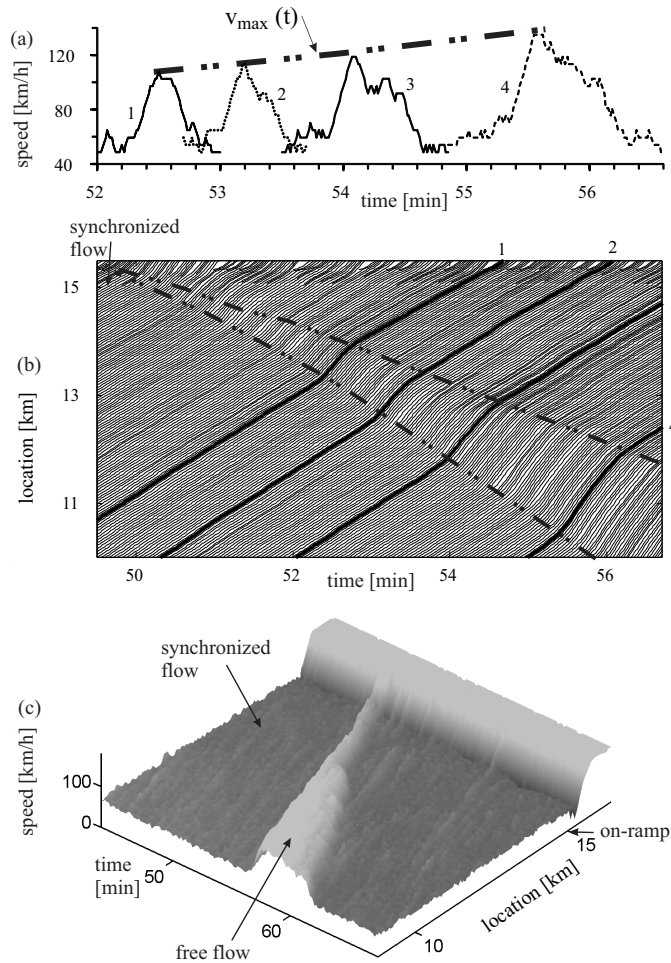 (a)
v_max (t)
speed [km/h]
120
80
40
1
2
3
4
52
53
54
55
56
time [min]
synchronized
flow
1
2
(b)
location [km]
15
13
11
50
52
54
56
time [min]
(c)
synchronized
flow
speed [km/h]
100
0
time
[min]
50
60
free flow
10
15
on-ramp
location [km]